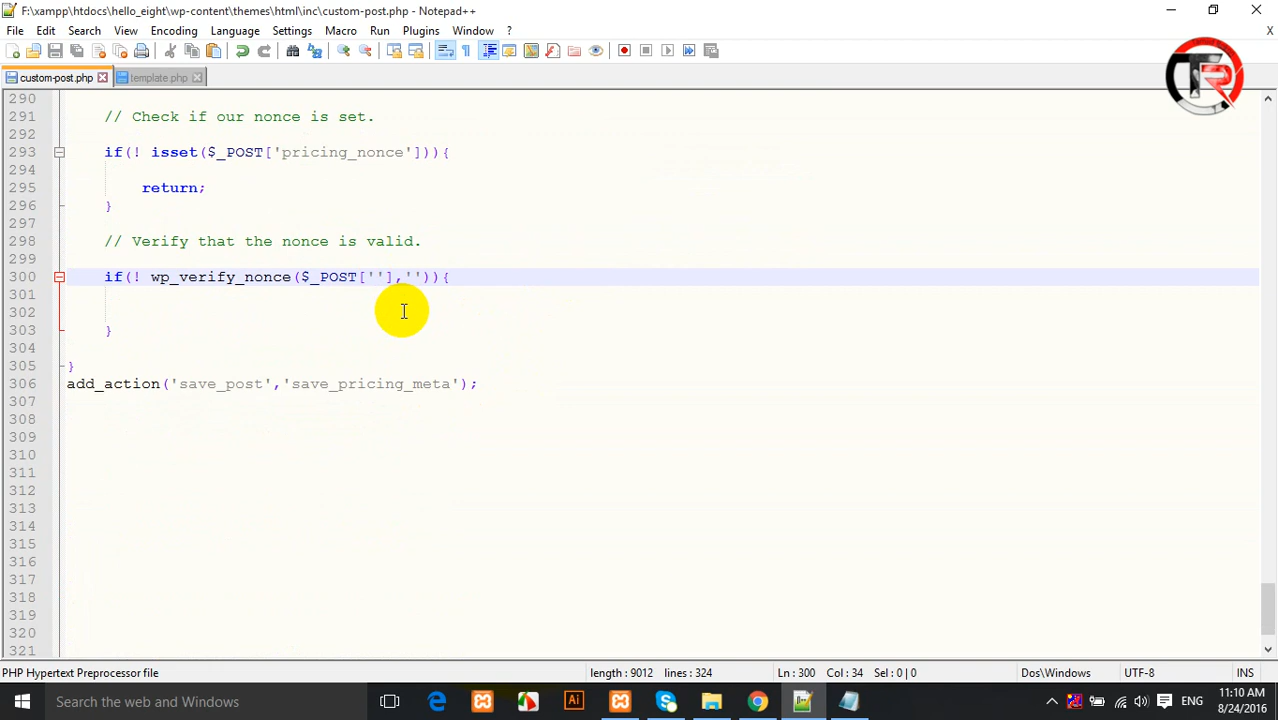 F:\xampp\htdocs\hello_eight\wp-content\themes\html\inc\custom-post.php - Notepad++
File Edit Search View Encoding Language Settings Macro Run Plugins Window ? X
custom-post.php template.php
TR
290
291 // Check if our nonce is set.
292
293 if(! isset($_POST['pricing_nonce'])){
294
295 return;
296 }
297
298 // Verify that the nonce is valid.
299
300 if(! wp_verify_nonce($_POST[''],'')){
301
302
303 }
304
305 }
306 add_action('save_post','save_pricing_meta');
307
308
309
310
311
312
313
314
315
316
317
318
319
320
321
PHP Hypertext Preprocessor file length : 9012 lines : 324 Ln : 300 Col : 34 Sel : 0 | 0 Dos\Windows UTF-8 INS
Search the web and Windows ENG 11:10 AM
8/24/2016